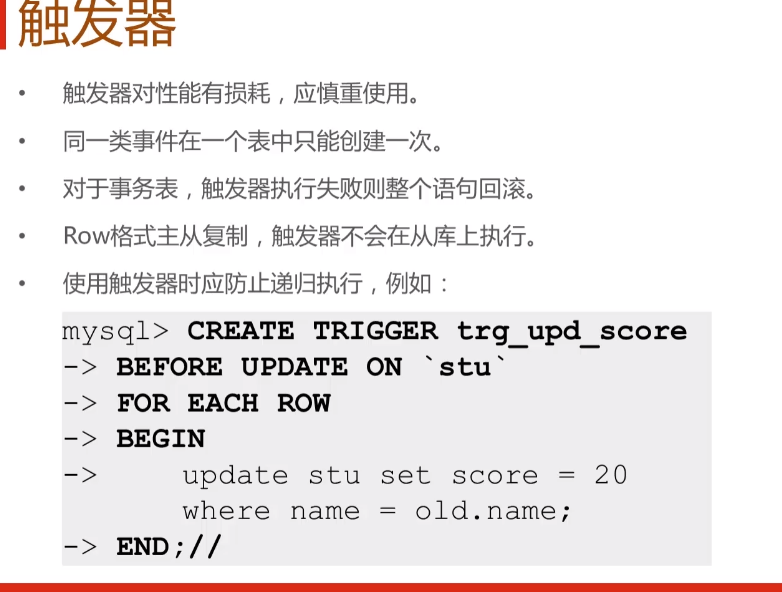 触发器
• 触发器对性能有损耗，应慎重使用。
• 同一类事件在一个表中只能创建一次。
• 对于事务表，触发器执行失败则整个语句回滚。
• Row格式主从复制，触发器不会在从库上执行。
• 使用触发器时应防止递归执行，例如：
mysql> CREATE TRIGGER trg_upd_score
-> BEFORE UPDATE ON `stu`
-> FOR EACH ROW
-> BEGIN
->     update stu set score = 20
       where name = old.name;
-> END;//